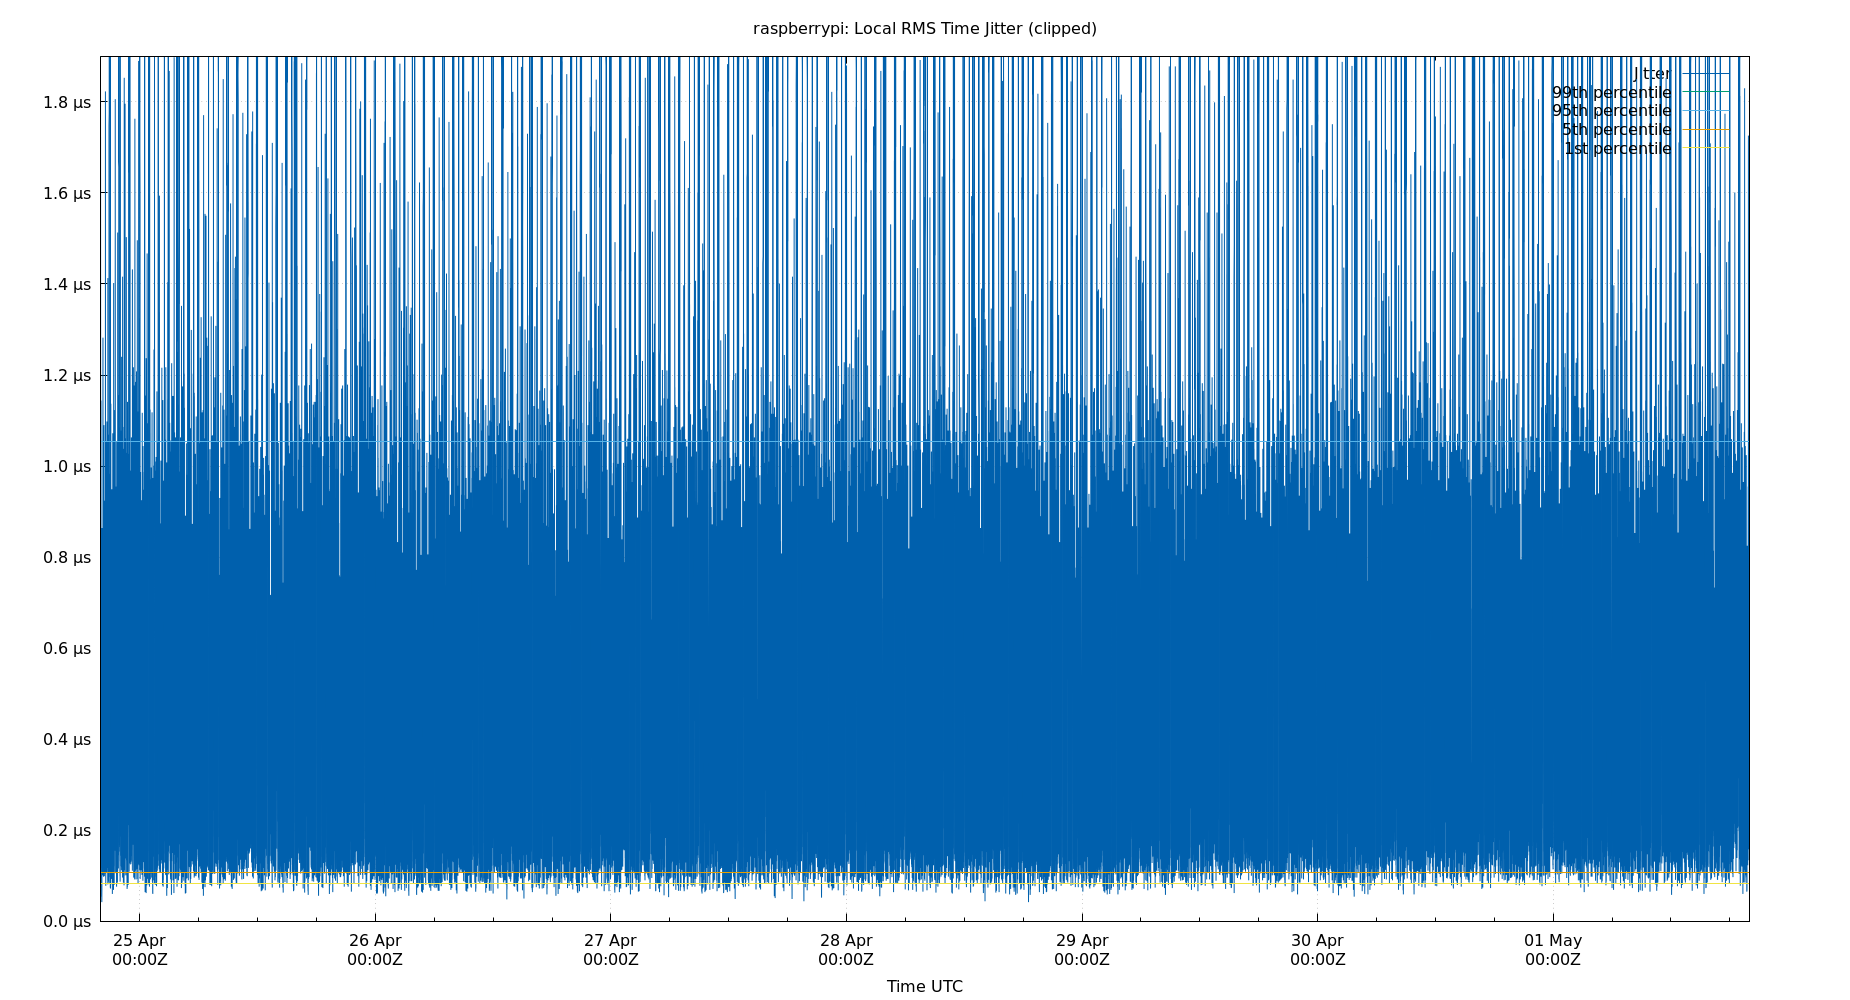 raspberrypi: Local RMS Time Jitter (clipped)
Jitter
99th percentile
95th percentile
5th percentile
1st percentile
1.8 µs
1.6 µs
1.4 µs
1.2 µs
1.0 µs
0.8 µs
0.6 µs
0.4 µs
0.2 µs
0.0 µs
25 Apr 26 Apr 27 Apr 28 Apr 29 Apr 30 Apr 01 May
00:00Z 00:00Z 00:00Z 00:00Z 00:00Z 00:00Z 00:00Z
Time UTC